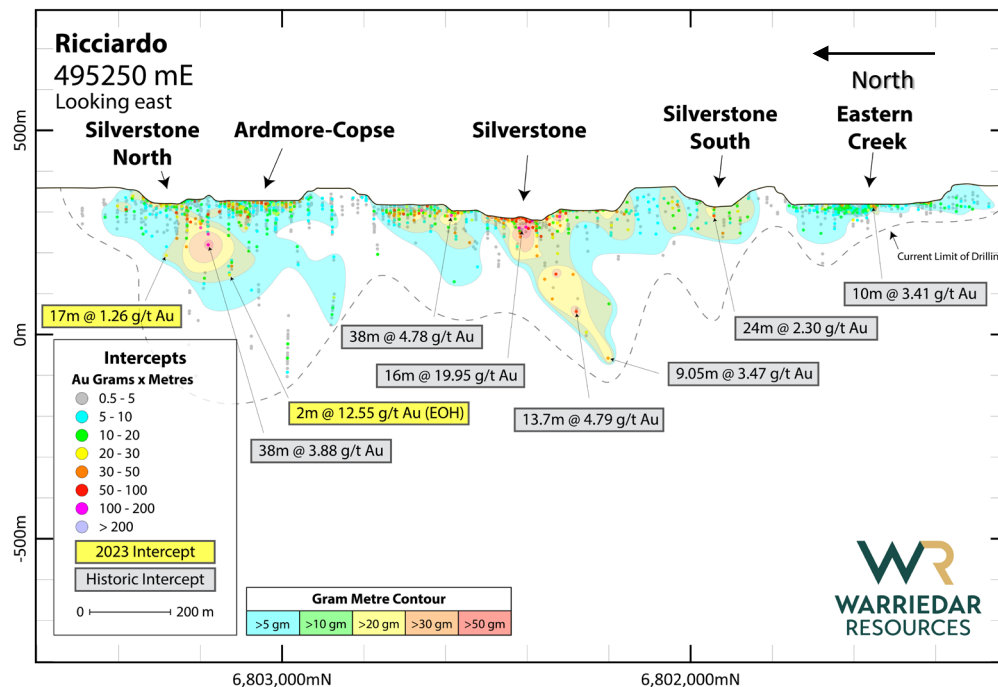 Ricciardo
495250 mE
Looking east
North
Silverstone
North
Ardmore-Copse
Silverstone
Silverstone
South
Eastern
Creek
500m
0m
-500m
Current Limit of Drillin
17m @ 1.26 g/t Au
38m @ 4.78 g/t Au
16m @ 19.95 g/t Au
2m @ 12.55 g/t Au (EOH)
38m @ 3.88 g/t Au
13.7m @ 4.79 g/t Au
9.05m @ 3.47 g/t Au
24m @ 2.30 g/t Au
10m @ 3.41 g/t Au
Intercepts
Au Grams x Metres
0.5 - 5
5 - 10
10 - 20
20 - 30
30 - 50
50 - 100
100 - 200
> 200
2023 Intercept
Historic Intercept
0 200 m
Gram Metre Contour
>5 gm >10 gm >20 gm >30 gm >50 gm
WR
WARRIEDAR
RESOURCES
6,803,000mN 6,802,000mN